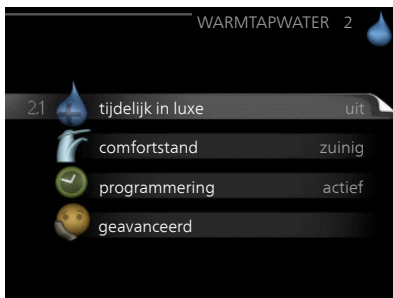 WARMTAPWATER 2
2.1 tijdelijk in luxe uit
comfortstand zuinig
programmering actief
geavanceerd